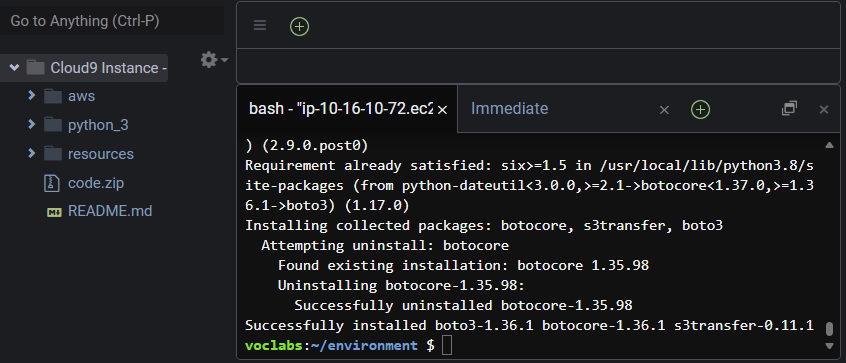 Go to Anything (Ctrl-P)
Cloud9 Instance -
aws
python_3
resources
code.zip
README.md
bash - "ip-10-16-10-72.ec2
Immediate
) (2.9.0.post0)
Requirement already satisfied: six>=1.5 in /usr/local/lib/python3.8/s
ite-packages (from python-dateutil<3.0.0,>=2.1->botocore<1.37.0,>=1.3
6.1->boto3) (1.17.0)
Installing collected packages: botocore, s3transfer, boto3
  Attempting uninstall: botocore
    Found existing installation: botocore 1.35.98
    Uninstalling botocore-1.35.98:
      Successfully uninstalled botocore-1.35.98
Successfully installed boto3-1.36.1 botocore-1.36.1 s3transfer-0.11.1
voclabs:~/environment $